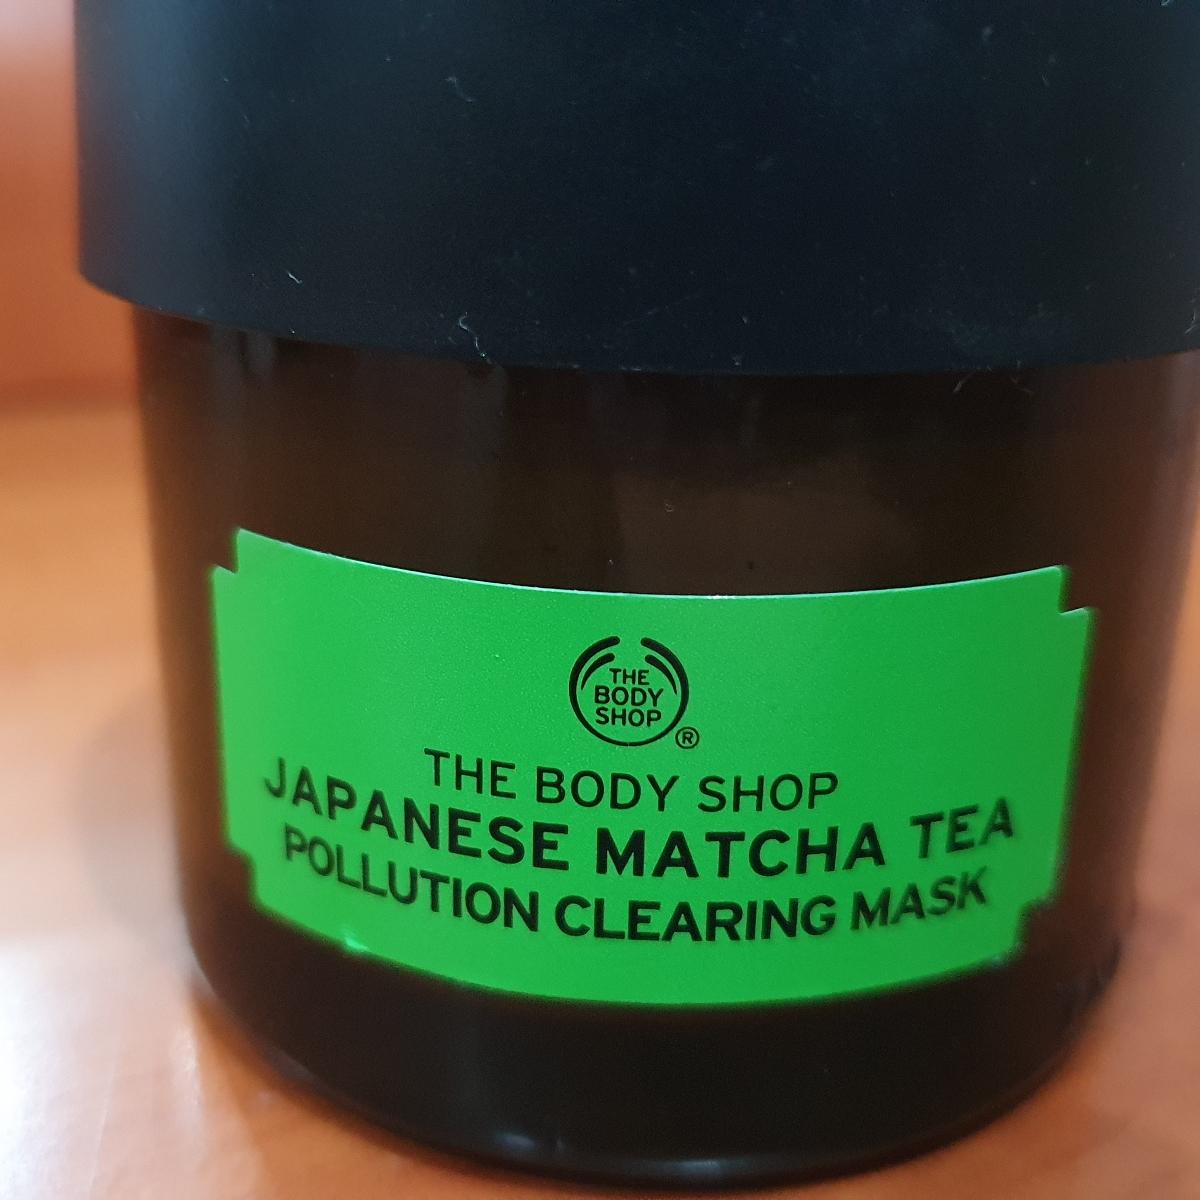 THE
BODY
SHOP
®
THE BODY SHOP
JAPANESE MATCHA TEA
POLLUTION CLEARING MASK